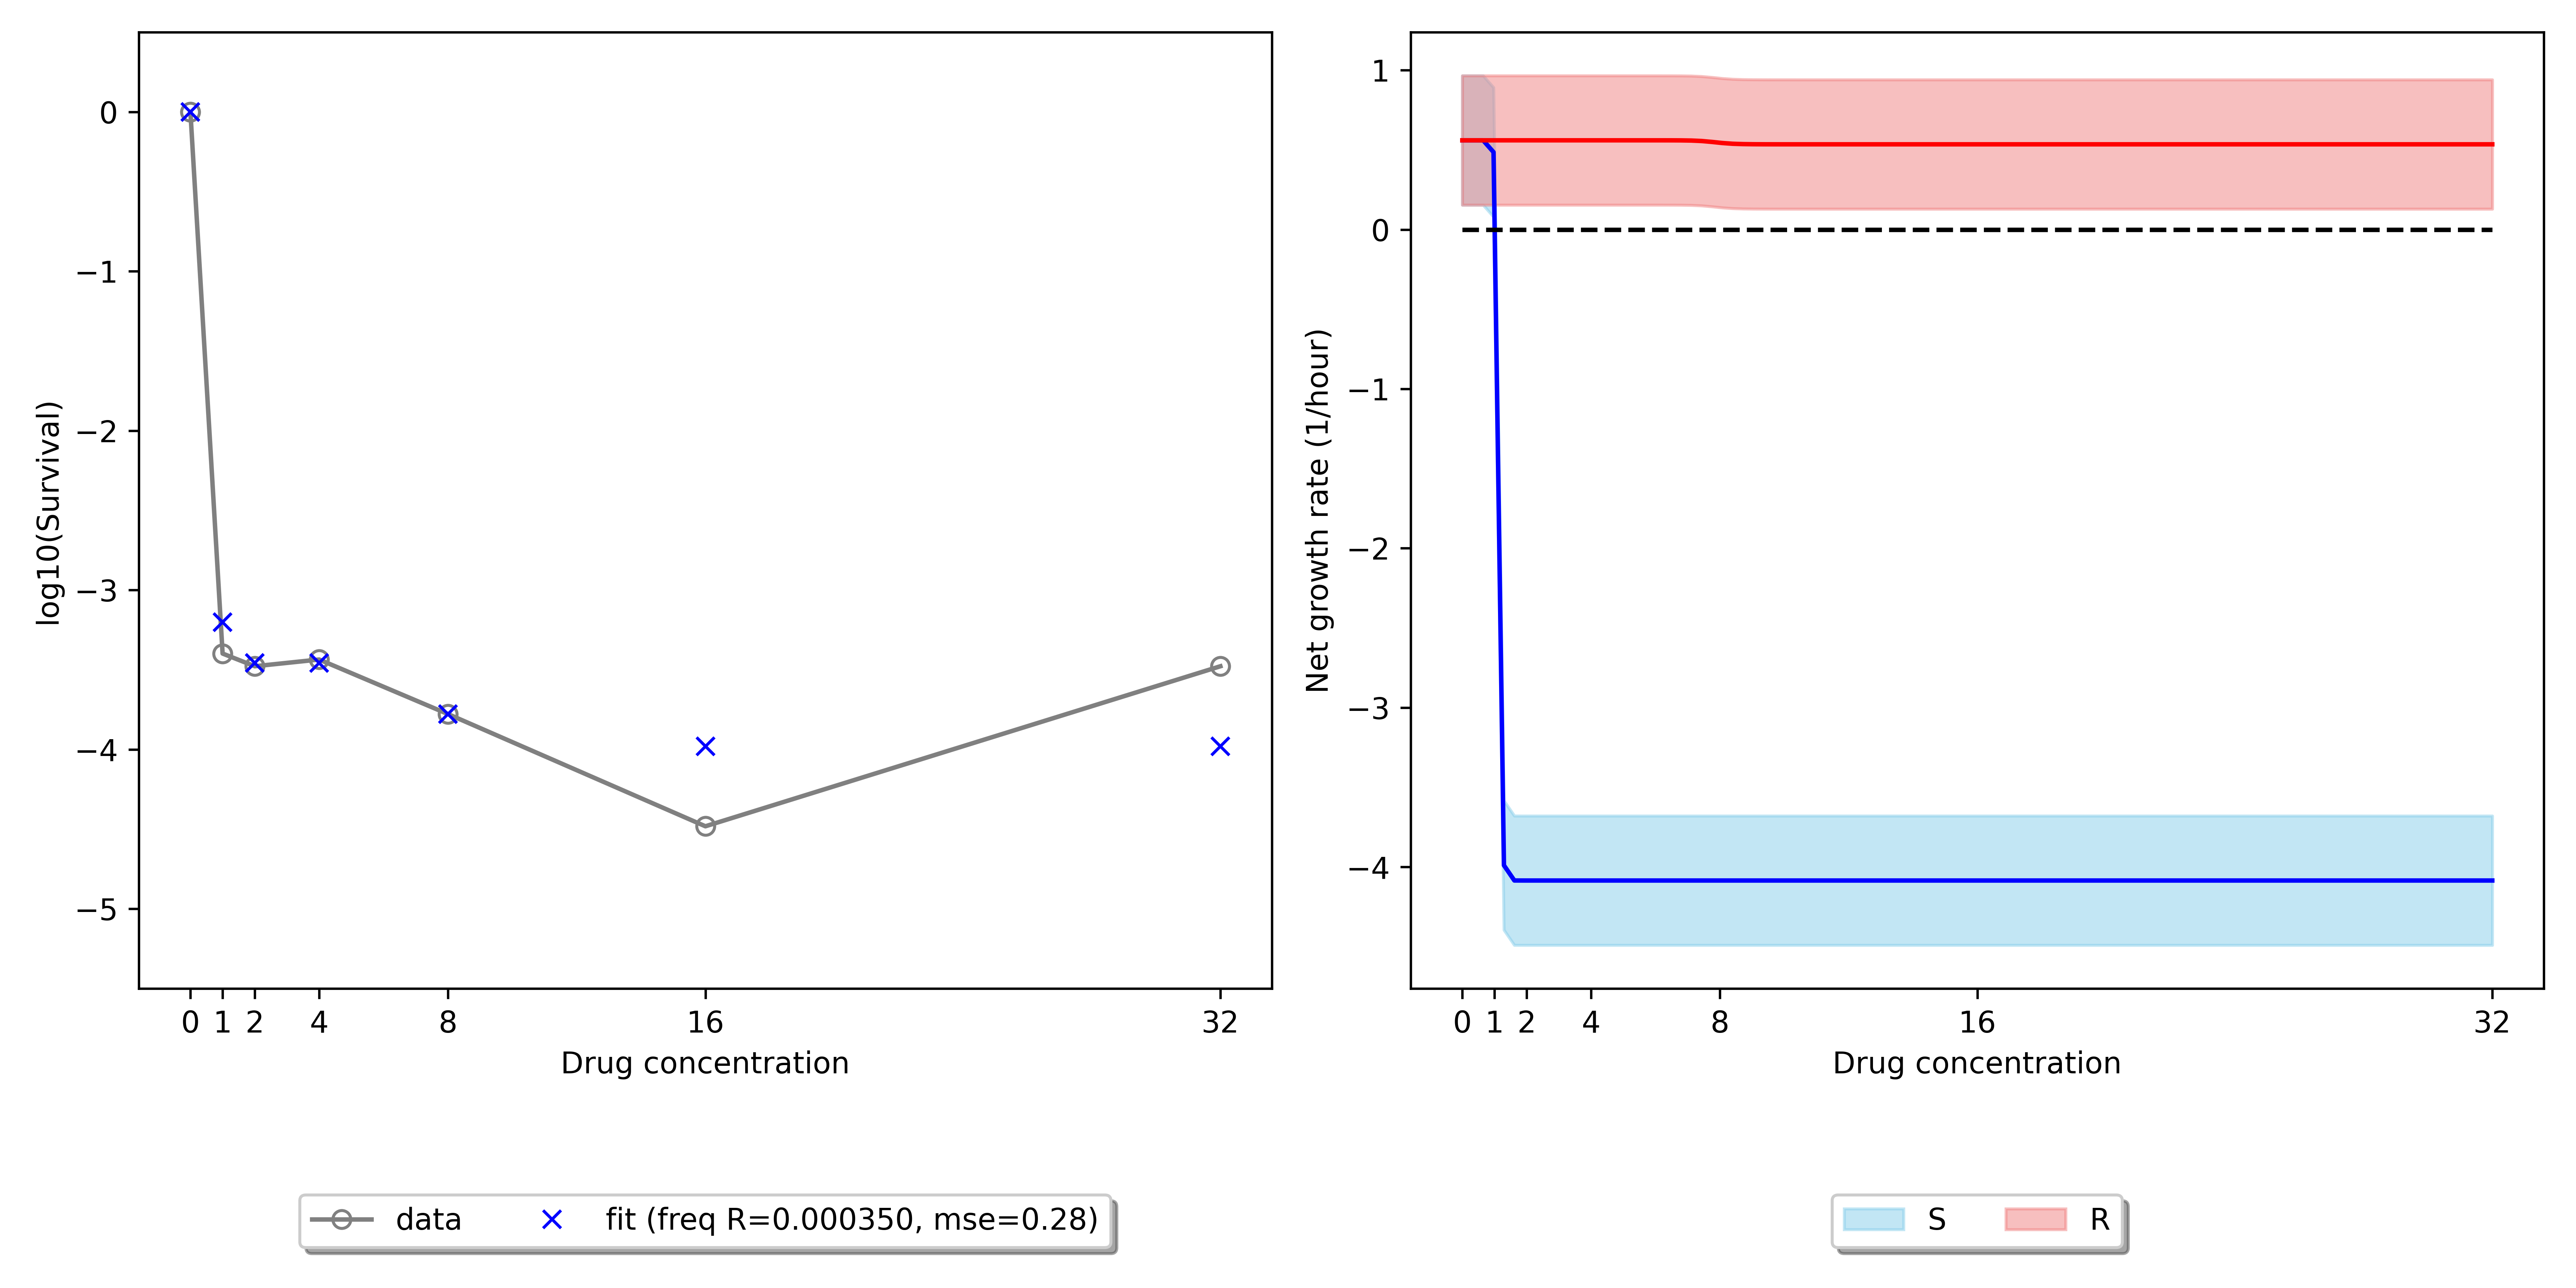 log10(Survival)
0
−1
−2
−3
−4
−5
0 1 2 4 8 16 32
Drug concentration
data fit (freq R=0.000350, mse=0.28)
Net growth rate (1/hour)
1
0
−1
−2
−3
−4
0 1 2 4 8 16 32
Drug concentration
S R